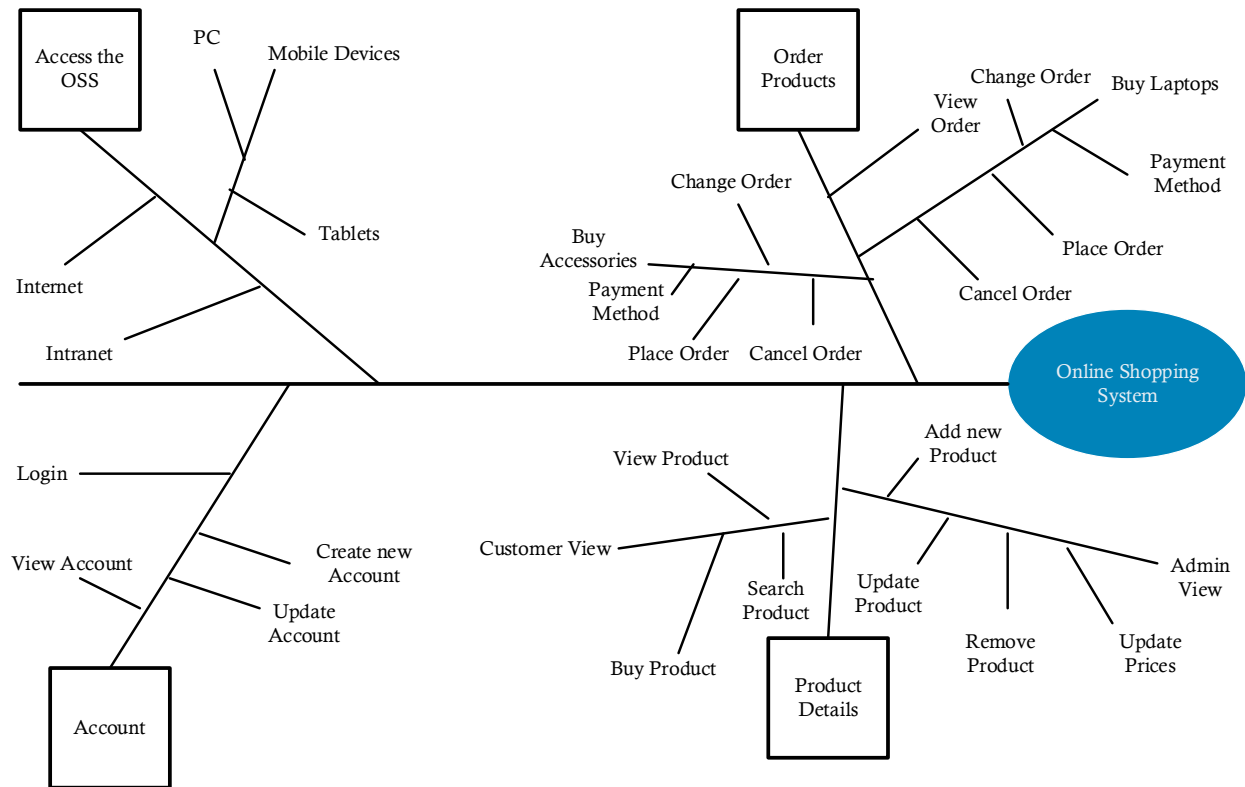 Access the
OSS
PC
Mobile Devices
Tablets
Internet
Intranet
Order
Products
View
Order
Change Order
Buy Laptops
Payment
Method
Place Order
Cancel Order
Change Order
Buy
Accessories
Payment
Method
Place Order
Cancel Order
Online Shopping
System
Login
View Account
Create new
Account
Update
Account
Account
View Product
Customer View
Search
Product
Buy Product
Add new
Product
Update
Product
Remove
Product
Update
Prices
Admin
View
Product
Details